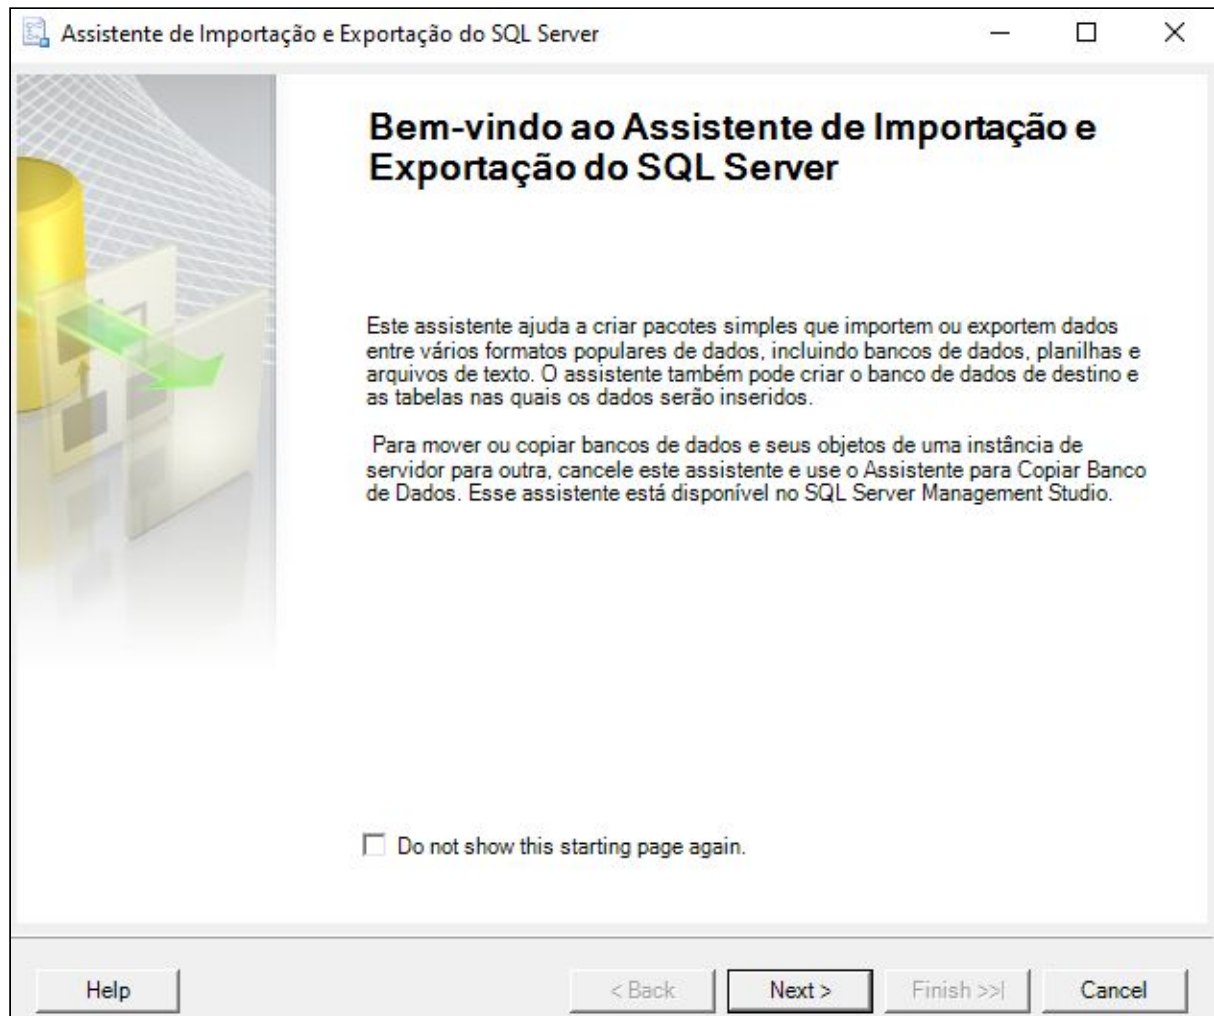 Assistente de Importação e Exportação do SQL Server
Bem-vindo ao Assistente de Importação e
Exportação do SQL Server
Este assistente ajuda a criar pacotes simples que importem ou exportem dados
entre vários formatos populares de dados, incluindo bancos de dados, planilhas e
arquivos de texto. O assistente também pode criar o banco de dados de destino e
as tabelas nas quais os dados serão inseridos.
Para mover ou copiar bancos de dados e seus objetos de uma instância de
servidor para outra, cancele este assistente e use o Assistente para Copiar Banco
de Dados. Esse assistente está disponível no SQL Server Management Studio.
Do not show this starting page again.
Help
< Back
Next >
Finish >>|
Cancel